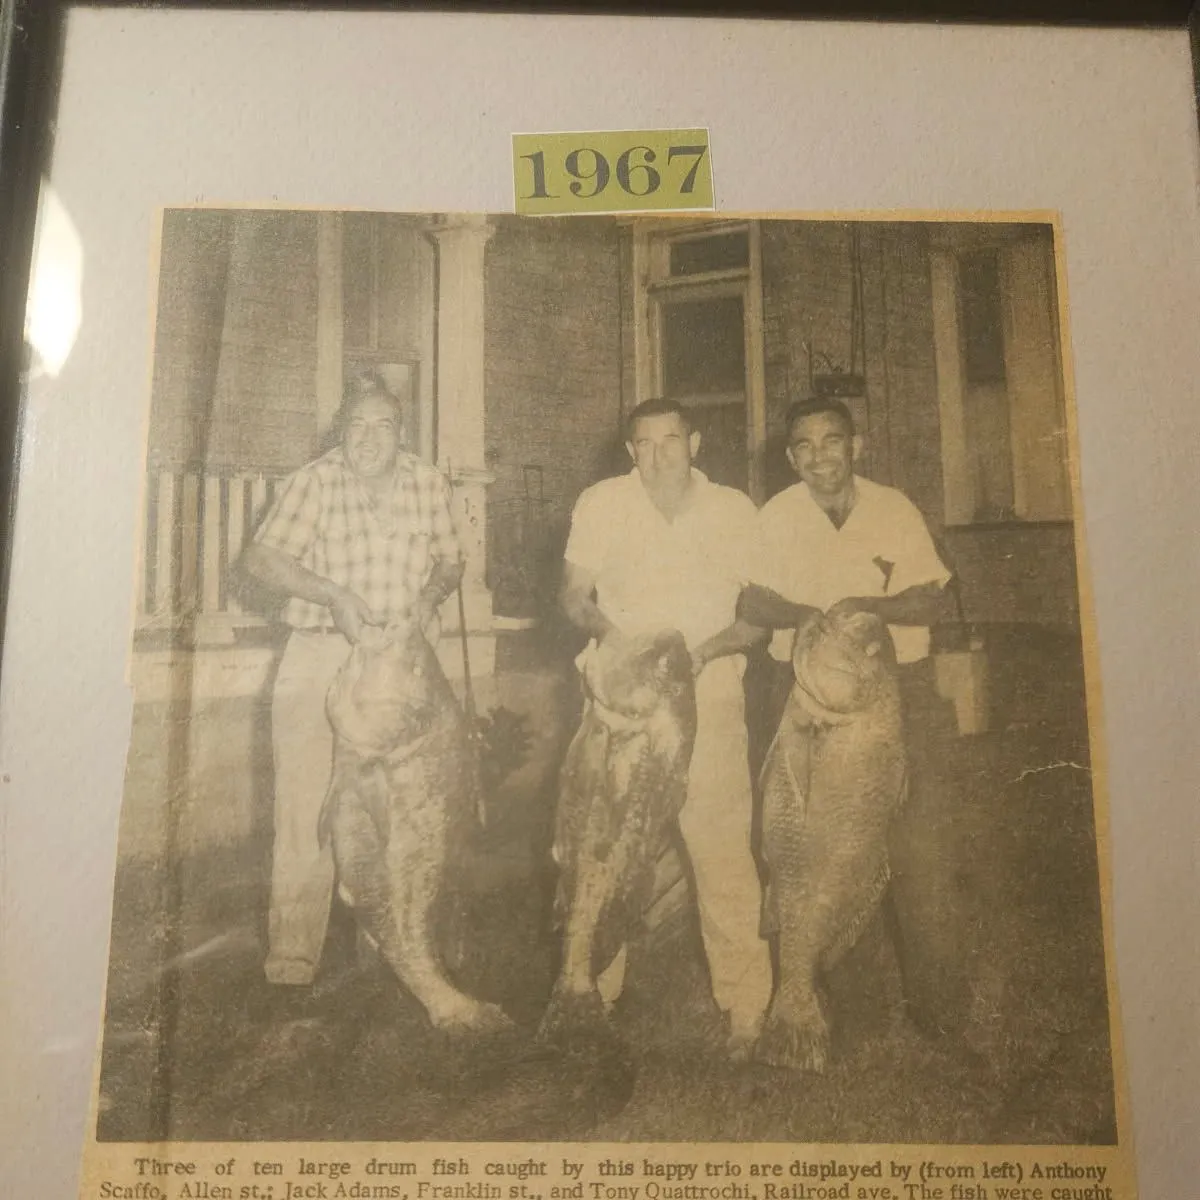 1967
Three of ten large drum fish caught by this happy trio are displayed by (from left) Anthony
Scaffo, Allen st.; Jack Adams, Franklin st., and Tony Quattrochi, Railroad ave. The fish were caught